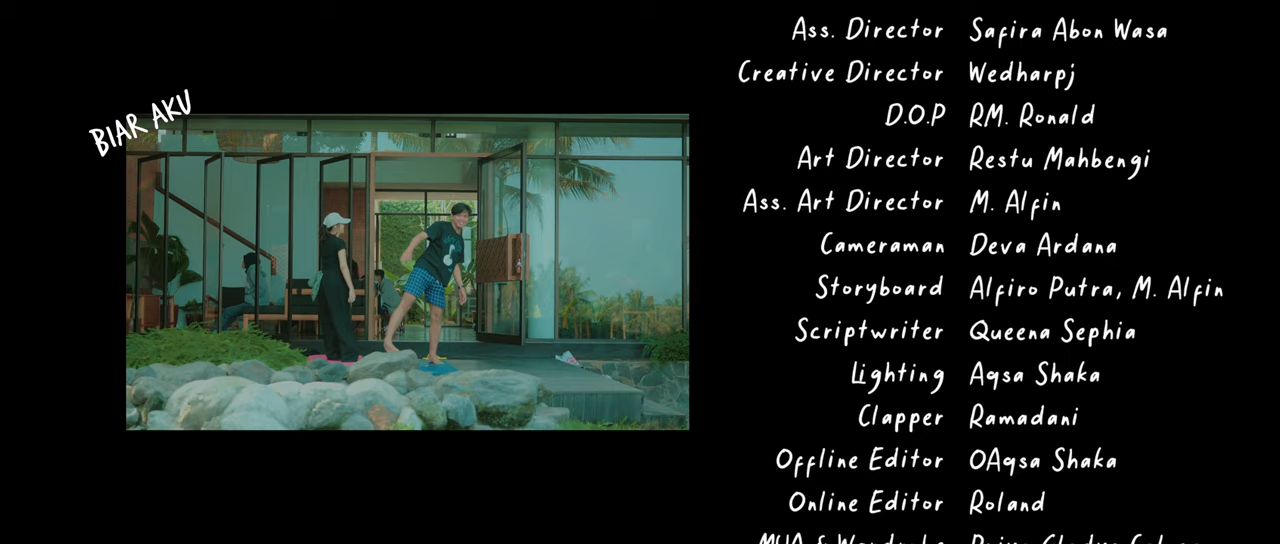 BIAR AKU
Ass. Director Safira Abon Wasa
Creative Director Wedharpj
D.O.P RM. Ronald
Art Director Restu Mahbengi
Ass. Art Director M. Alfin
Cameraman Deva Ardana
Storyboard Alfiro Putra, M. Alfin
Scriptwriter Queena Sephia
Lighting Aqsa Shaka
Clapper Ramadani
Offline Editor OAqsa Shaka
Online Editor Roland